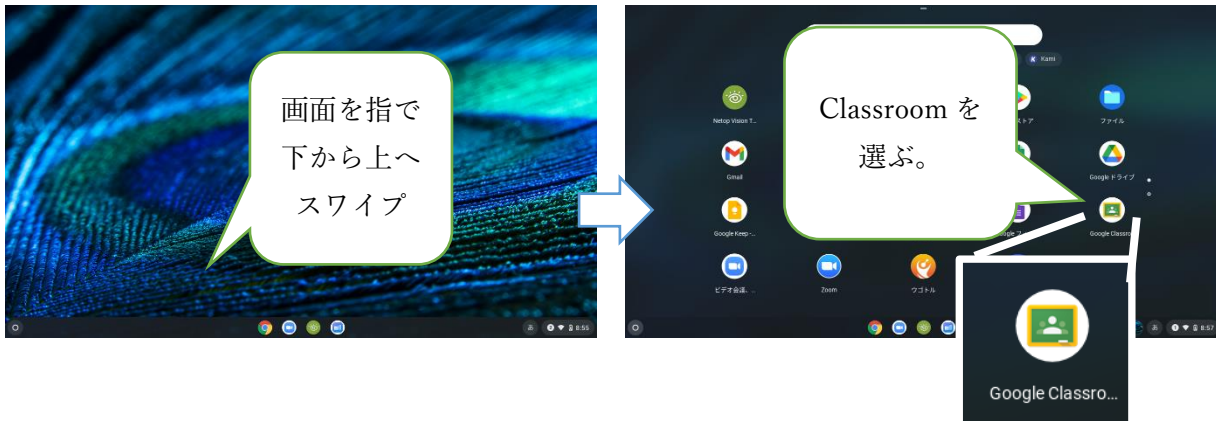 画面を指で
下から上へ
スワイプ
8:55
Classroom を
選ぶ。
Kami
Netop Vision T...
ストア
ファイル
Gmail
Google ドライブ
Google Keep -...
Google Classro
ビデオ会議、...
Zoom
ウゴトル
あ
8:57
Google Classro...